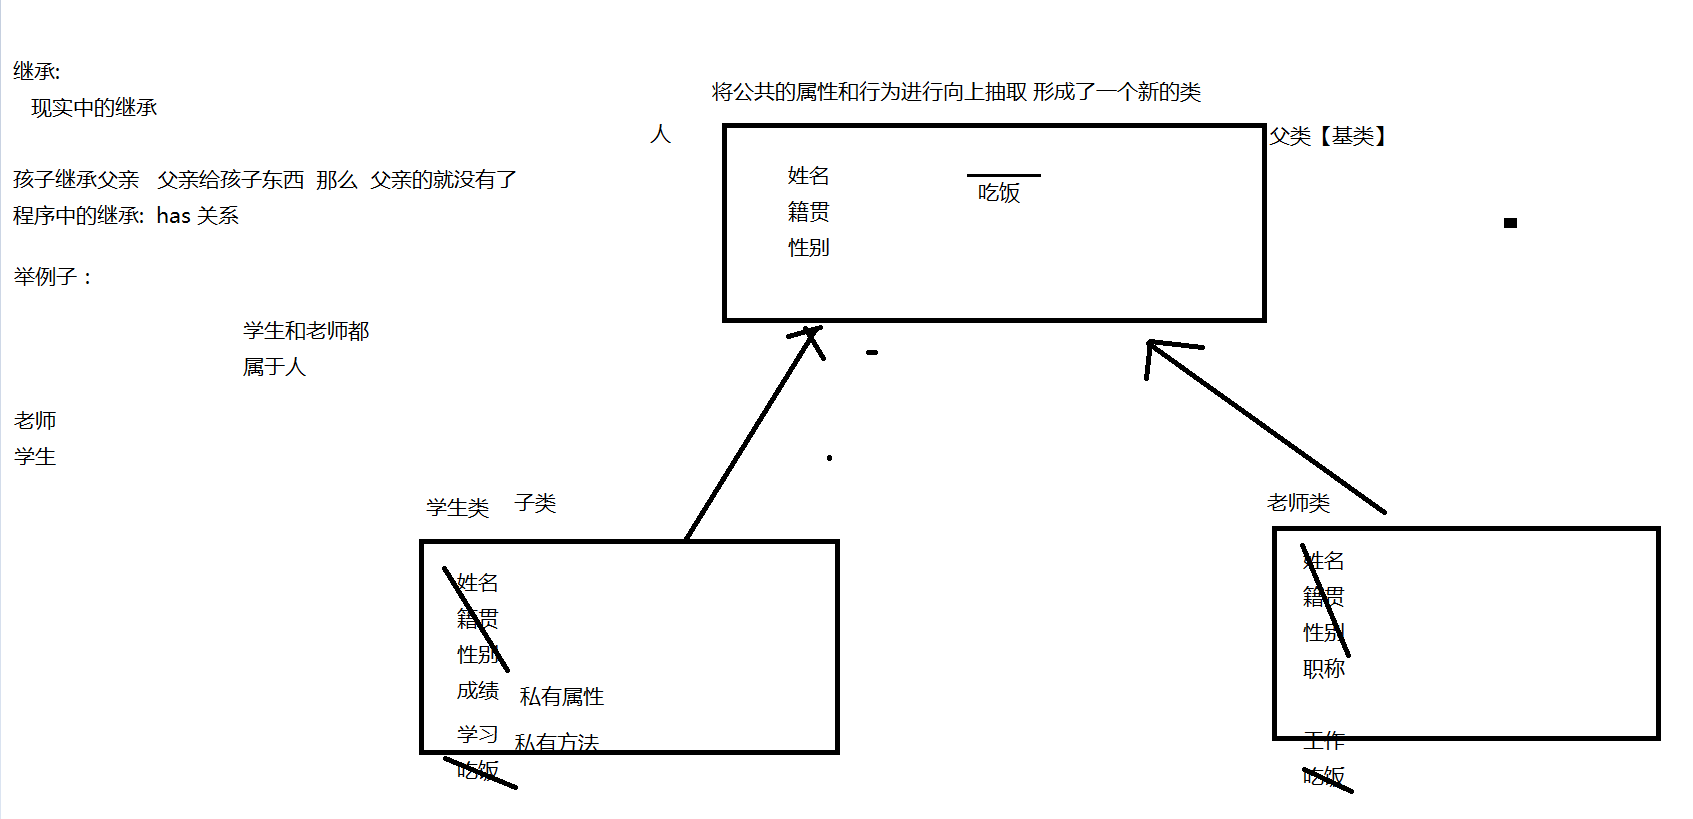 继承:
现实中的继承
孩子继承父亲 父亲给孩子东西 那么 父亲的就没有了
程序中的继承: has 关系
举例子：
学生和老师都
属于人
老师
学生
将公共的属性和行为进行向上抽取 形成了一个新的类
人
父类【基类】
姓名
籍贯
性别
吃饭
学生类
子类
姓名
籍贯
性别
成绩 私有属性
学习 私有方法
吃饭
老师类
姓名
籍贯
性别
职称
工作
吃饭